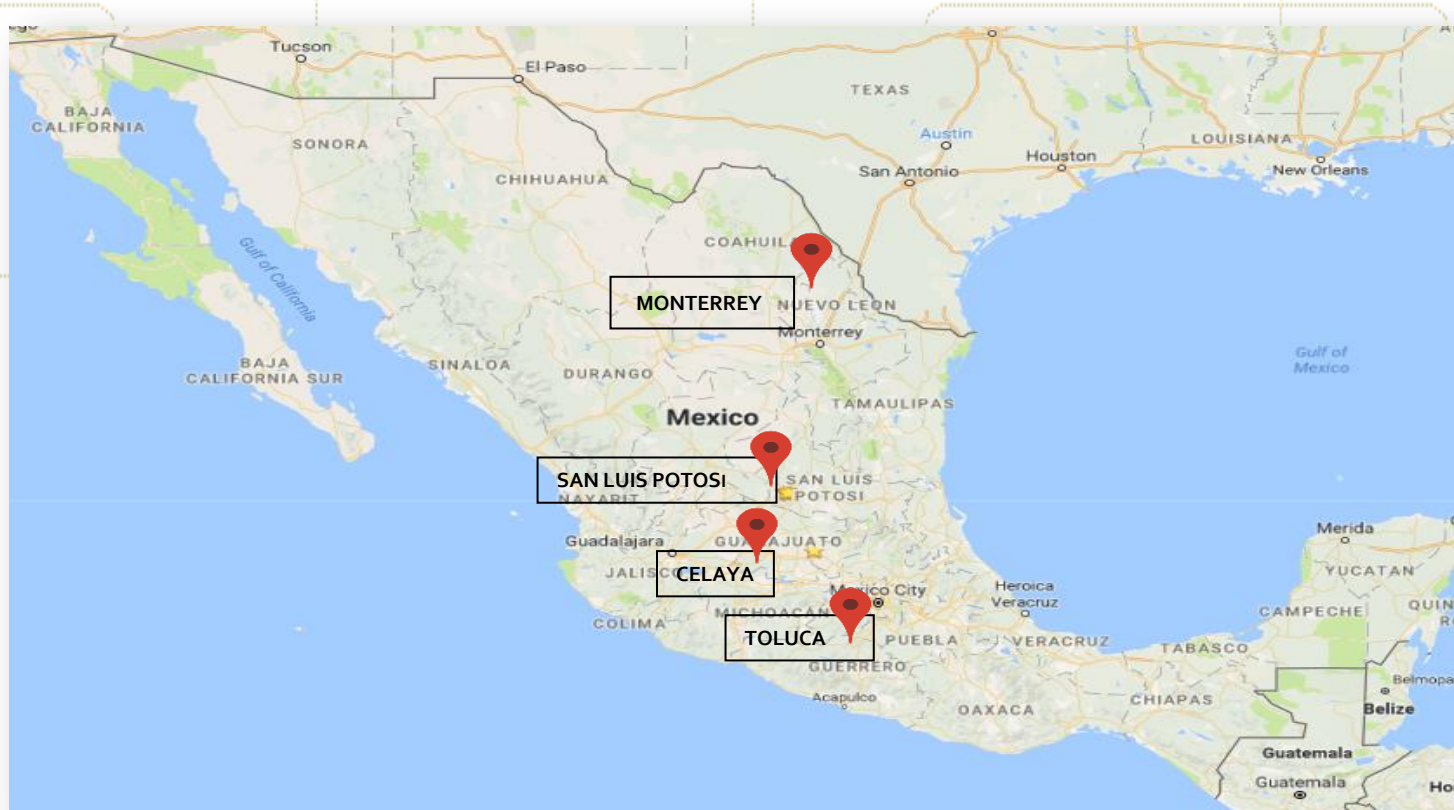 Tucson
El Paso
TEXAS
BAJA
CALIFORNIA
SONORA
Austin
LOUISIANA
Houston
San Antonio
New Orleans
CHIHUAHUA
Gulf of California
COAHUILA
MONTERREY
NUEVO LEON
Monterrey
Gulf of
Mexico
BAJA
CALIFORNIA SUR
SINALOA
DURANGO
TAMAULIPAS
Mexico
SAN LUIS POTOSI
SAN LUIS
POTOSI
NAYARIT
Merida
Guadalajara
GUANAJUATO
YUCATAN
JALISCO
CELAYA
Mexico City
Heroica
Veracruz
CAMPECHE
QUIN
R
COLIMA
MICHOACÁN
TOLUCA
PUEBLA
VERACRUZ
TABASCO
GUERRERO
Belmopa
Acapulco
OAXACA
CHIAPAS
Belize
Guatemala
Guatemala
Ho